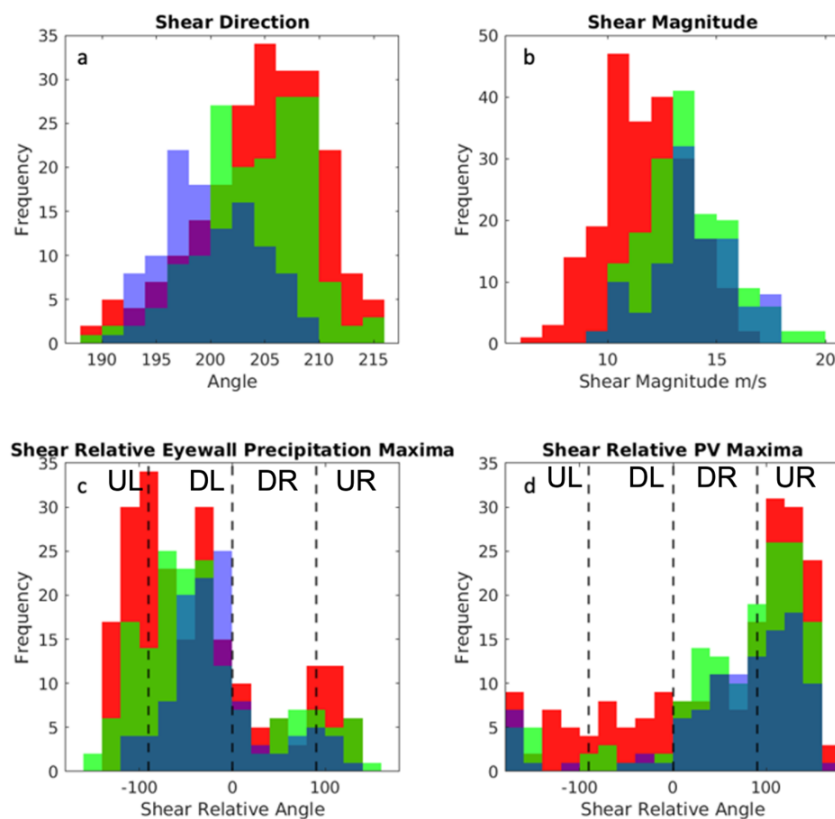 Shear Direction
35
30
25
20
15
10
5
0
Frequency
a
190 195 200 205 210 215
Angle
Shear Magnitude
50
40
30
20
10
0
Frequency
b
10 15 20
Shear Magnitude m/s
Shear Relative Eyewall Precipitation Maxima
35
30
25
20
15
10
5
0
Frequency
c UL DL DR UR
-100 0 100
Shear Relative Angle
Shear Relative PV Maxima
35
30
25
20
15
10
5
0
Frequency
d UL DL DR UR
-100 0 100
Shear Relative Angle